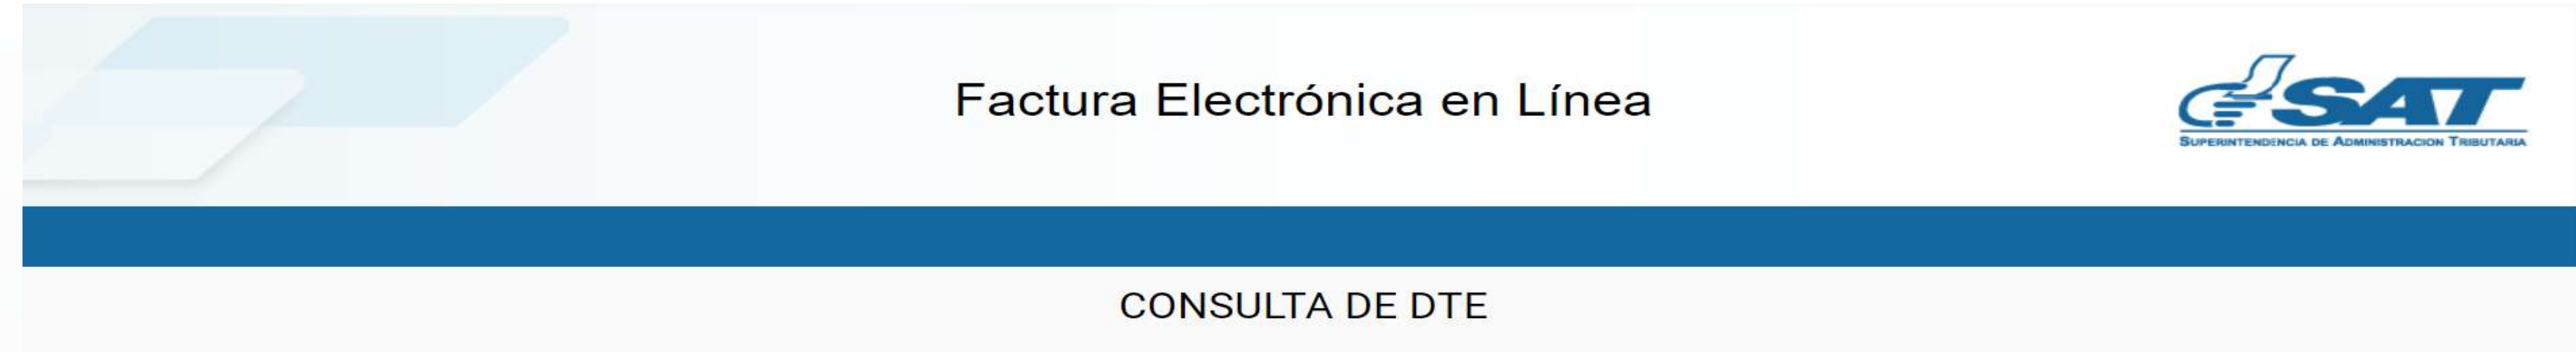 Factura Electrónica en Línea
SAT
SUPERINTENDENCIA DE ADMINISTRACION TRIBUTARIA
CONSULTA DE DTE